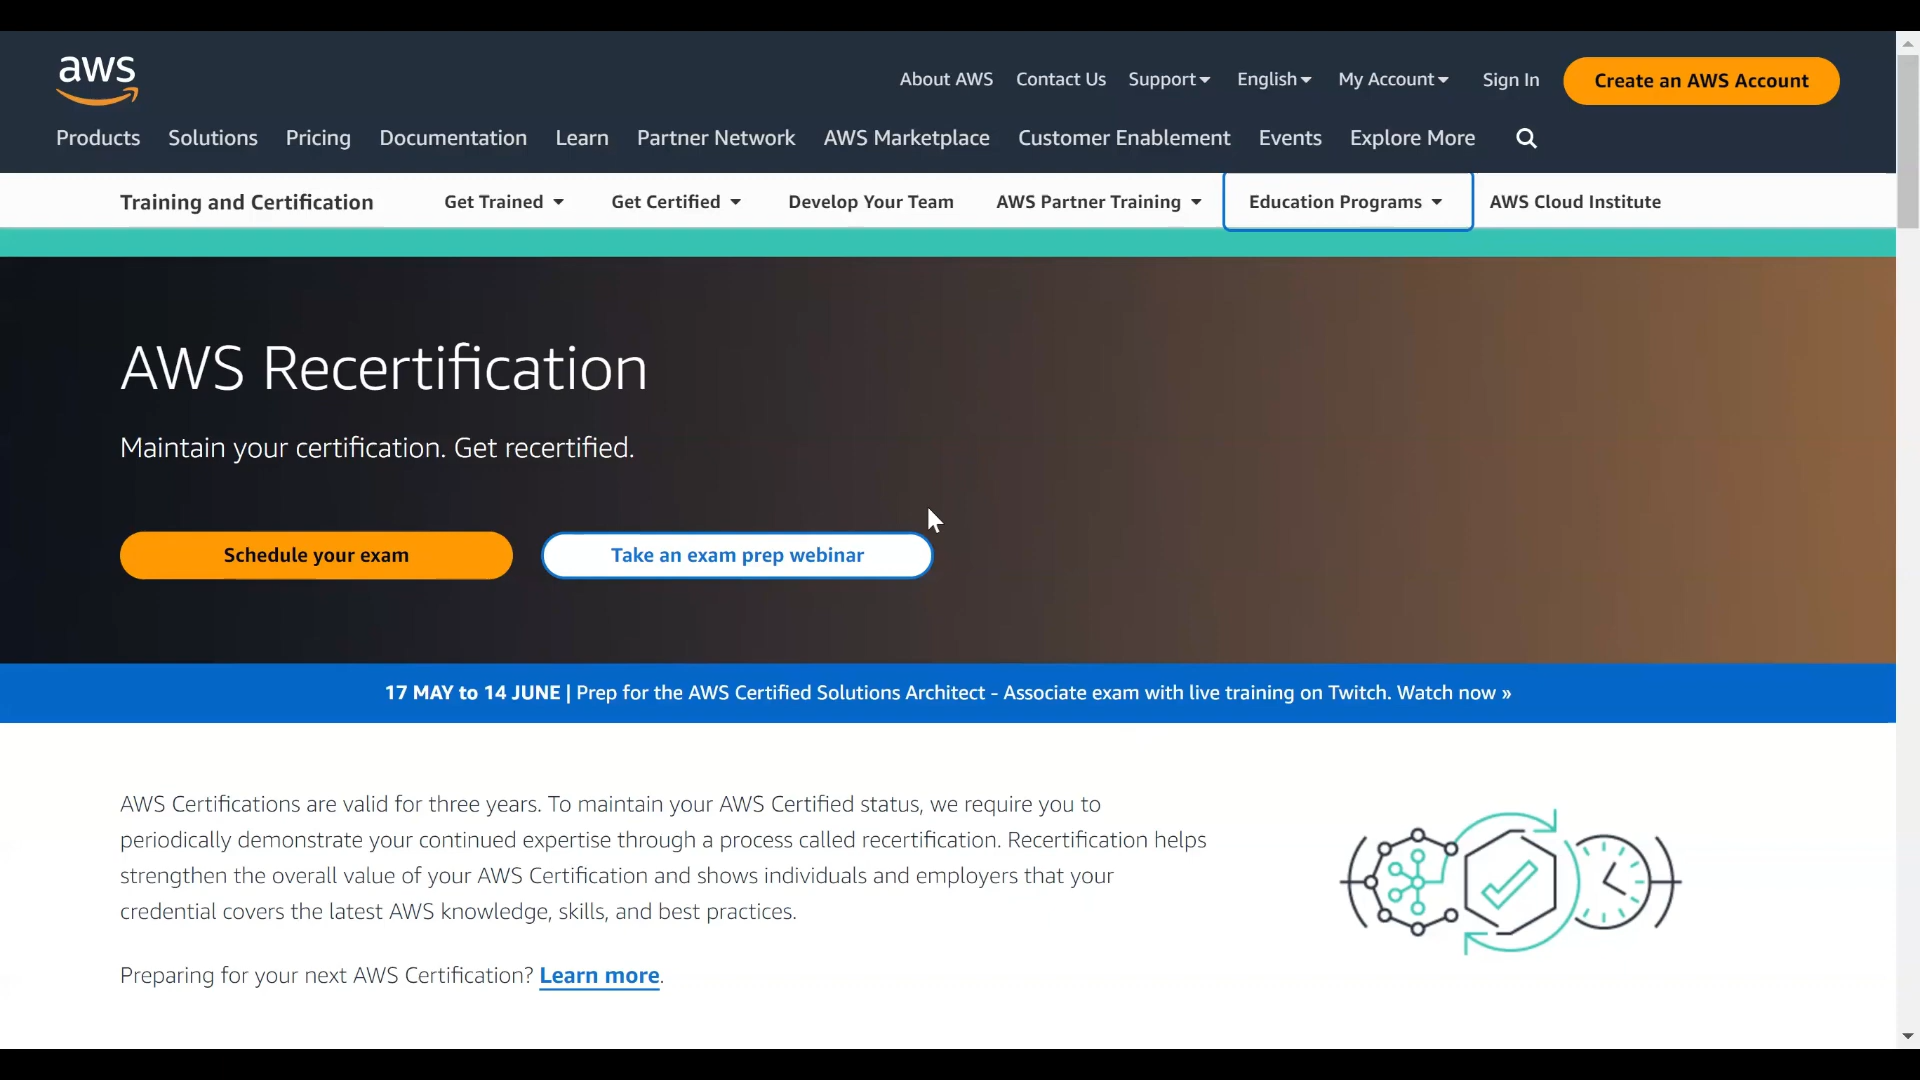 aws
About AWS Contact Us Support English My Account Sign In Create an AWS Account
Products Solutions Pricing Documentation Learn Partner Network AWS Marketplace Customer Enablement Events Explore More
Training and Certification Get Trained Get Certified Develop Your Team AWS Partner Training Education Programs AWS Cloud Institute
AWS Recertification
Maintain your certification. Get recertified.
Schedule your exam Take an exam prep webinar
17 MAY to 14 JUNE | Prep for the AWS Certified Solutions Architect - Associate exam with live training on Twitch. Watch now »
AWS Certifications are valid for three years. To maintain your AWS Certified status, we require you to
periodically demonstrate your continued expertise through a process called recertification. Recertification helps
strengthen the overall value of your AWS Certification and shows individuals and employers that your
credential covers the latest AWS knowledge, skills, and best practices.
Preparing for your next AWS Certification? Learn more.